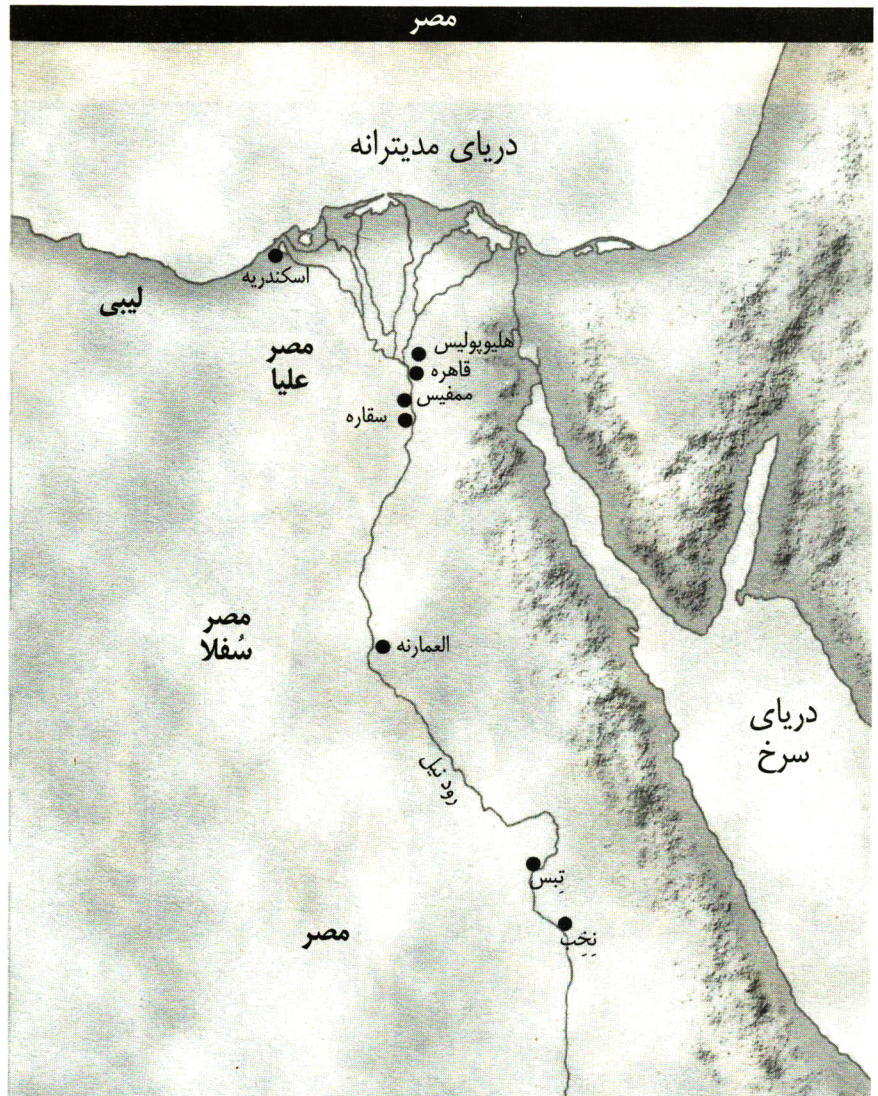 مصر
دریای مدیترانه
اسکندریه
لیبی
مصر
علیا
هلیوپولیس
قاهره
ممفیس
سقاره
مصر
سُفلا
العمارنه
دریای
سرخ
رود نیل
تِبس
نِخِب
مصر